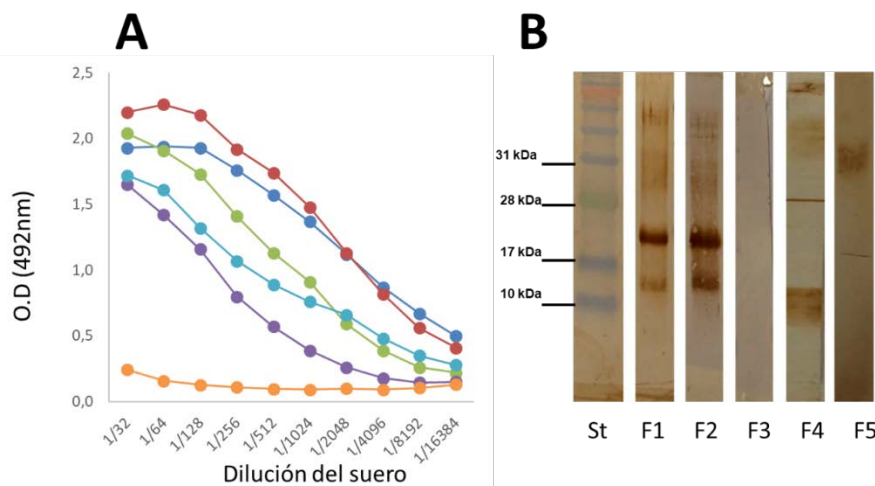 A
2,5
2,0
1,5
1,0
0,5
0,0
O.D (492nm)
1/32
1/64
1/128
1/256
1/512
1/1024
1/2048
1/4096
1/8192
1/16384
Dilución del suero
B
31 kDa
28 kDa
17 kDa
10 kDa
St F1 F2 F3 F4 F5